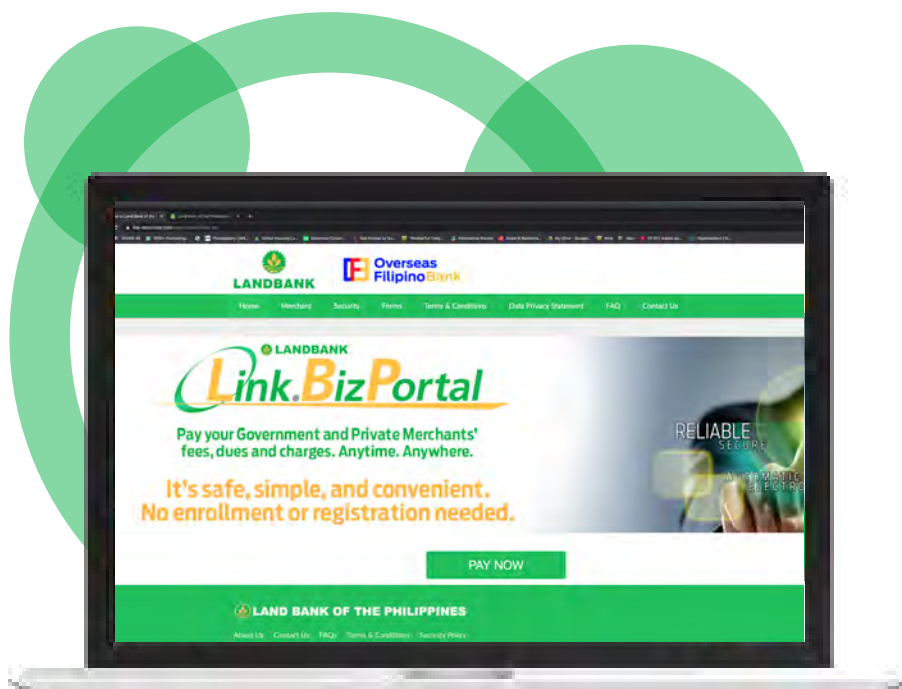 LANDBANK
Overseas
FilipinoBank
Home Merchant Security Forms Terms & Conditions Data Privacy Statement FAQ Contact Us
LANDBANK
Link.BizPortal
Pay your Government and Private Merchants'
fees, dues and charges. Anytime. Anywhere.
It's safe, simple, and convenient.
No enrollment or registration needed.
RELIABLE
SECURE
AUTOMATIC
ELECTRO
PAY NOW
LAND BANK OF THE PHILIPPINES
About Us Contact Us FAQs Terms & Conditions Security Policy